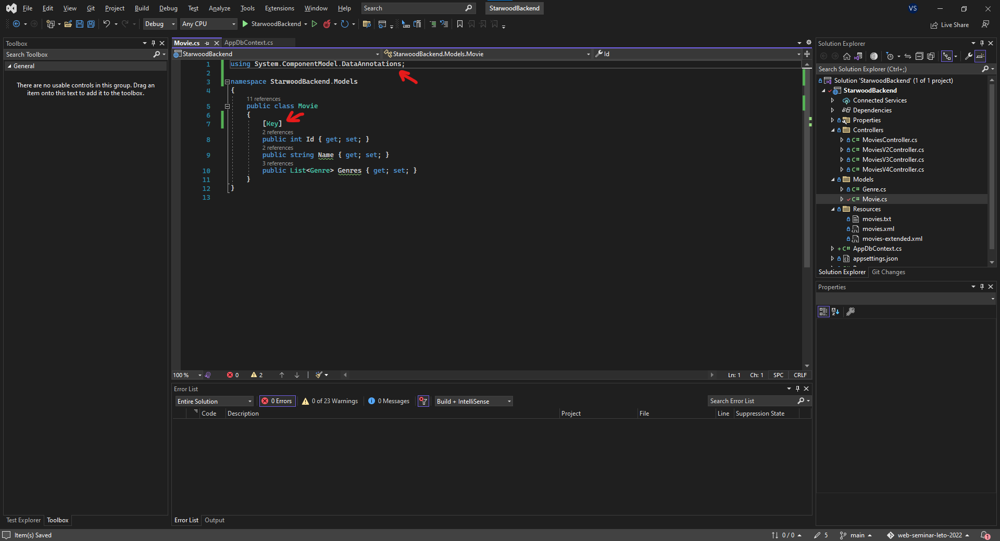 File Edit View Git Project Build Debug Test Analyze Tools Extensions Window Help Search StarwoodBackend VS
Debug Any CPU StarwoodBackend Live Share
Toolbox
Search Toolbox
General
There are no usable controls in this group. Drag an
item onto this text to add it to the toolbox.
Test Explorer Toolbox
Movie.cs AppDbContext.cs
StarwoodBackend StarwoodBackend.Models.Movie Id
1 using System.ComponentModel.DataAnnotations;
2
3 namespace StarwoodBackend.Models
4 {
11 references
5 public class Movie
6 {
7 [Key]
2 references
8 public int Id { get; set; }
2 references
9 public string Name { get; set; }
3 references
10 public List<Genre> Genres { get; set; }
11 }
12 }
13
100 % 0 2 Ln: 1 Ch: 1 SPC CRLF
Error List
Entire Solution 0 Errors 0 of 23 Warnings 0 Messages Build + IntelliSense Search Error List
Code Description Project File Line Suppression State
Error List Output
Solution Explorer
Search Solution Explorer (Ctrl+;)
Solution 'StarwoodBackend' (1 of 1 project)
StarwoodBackend
Connected Services
Dependencies
Properties
Controllers
C# MoviesController.cs
C# MoviesV2Controller.cs
C# MoviesV3Controller.cs
C# MoviesV4Controller.cs
Models
C# Genre.cs
C# Movie.cs
Resources
movies.txt
movies.xml
movies-extended.xml
C# AppDbContext.cs
appsettings.json
Solution Explorer Git Changes
Properties
Item(s) Saved 0 / 0 5 main web-seminar-leto-2022 1